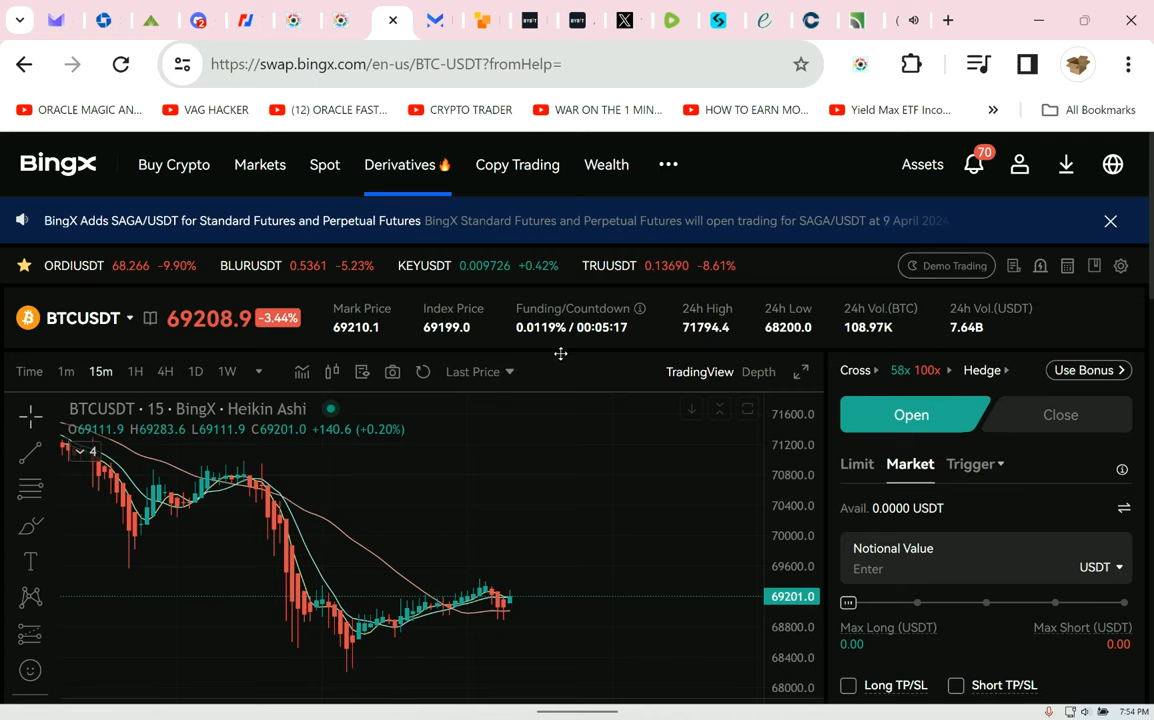 https://swap.bingx.com/en-us/BTC-USDT?fromHelp=
ORACLE MAGIC AN... VAG HACKER (12) ORACLE FAST... CRYPTO TRADER WAR ON THE 1 MIN... HOW TO EARN MO... Yield Max ETF Inco... » All Bookmarks
BingX Buy Crypto Markets Spot Derivatives Copy Trading Wealth ••• Assets 70
BingX Adds SAGA/USDT for Standard Futures and Perpetual Futures BingX Standard Futures and Perpetual Futures will open trading for SAGA/USDT at 9 April 2024
ORDIUSDT 68.266 -9.90% BLURUSDT 0.5361 -5.23% KEYUSDT 0.009726 +0.42% TRUUSDT 0.13690 -8.61% Demo Trading
BTCUSDT 69208.9 -3.44%
Mark Price Index Price Funding/Countdown 24h High 24h Low 24h Vol.(BTC) 24h Vol.(USDT)
69210.1 69199.0 0.0119% / 00:05:17 71794.4 68200.0 108.97K 7.64B
Time 1m 15m 1H 4H 1D 1W Last Price TradingView Depth
Cross 58x 100x Hedge Use Bonus
BTCUSDT · 15 · BingX · Heikin Ashi
O69111.9 H69283.6 L69111.9 C69201.0 +140.6 (+0.20%)
4
71600.0
71200.0
70800.0
70400.0
70000.0
69600.0
69201.0
68800.0
68400.0
68000.0
Open Close
Limit Market Trigger
Avail. 0.0000 USDT
Notional Value
Enter USDT
Max Long (USDT) Max Short (USDT)
0.00 0.00
Long TP/SL Short TP/SL
7:54 PM